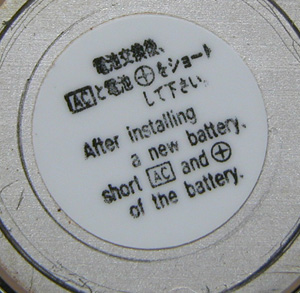 電池交換後、
ACと電池⊕をショート
して下さい。
After installing
a new battery,
short AC and ⊕
of the battery.